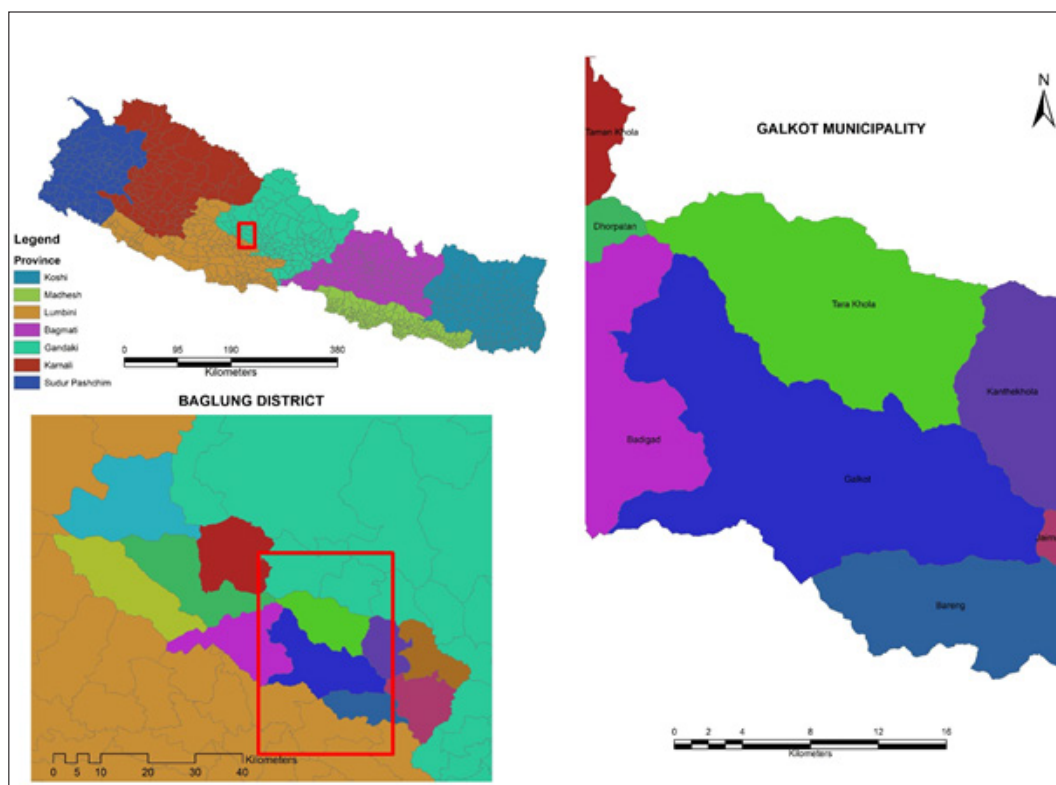 Legend
Province
Koshi
Madhesh
Lumbini
Bagmati
Gandaki
Karnali
Sudur Pashchim
0 95 190 380
Kilometers
BAGLUNG DISTRICT
0 5 10 20 30 40
Kilometers
N
GALKOT MUNICIPALITY
Taman Khola
Dhorpatan
Tara Khola
Kanthekhola
Badigad
Galkot
Bareng
0 2 4 8 12 16
Kilometers